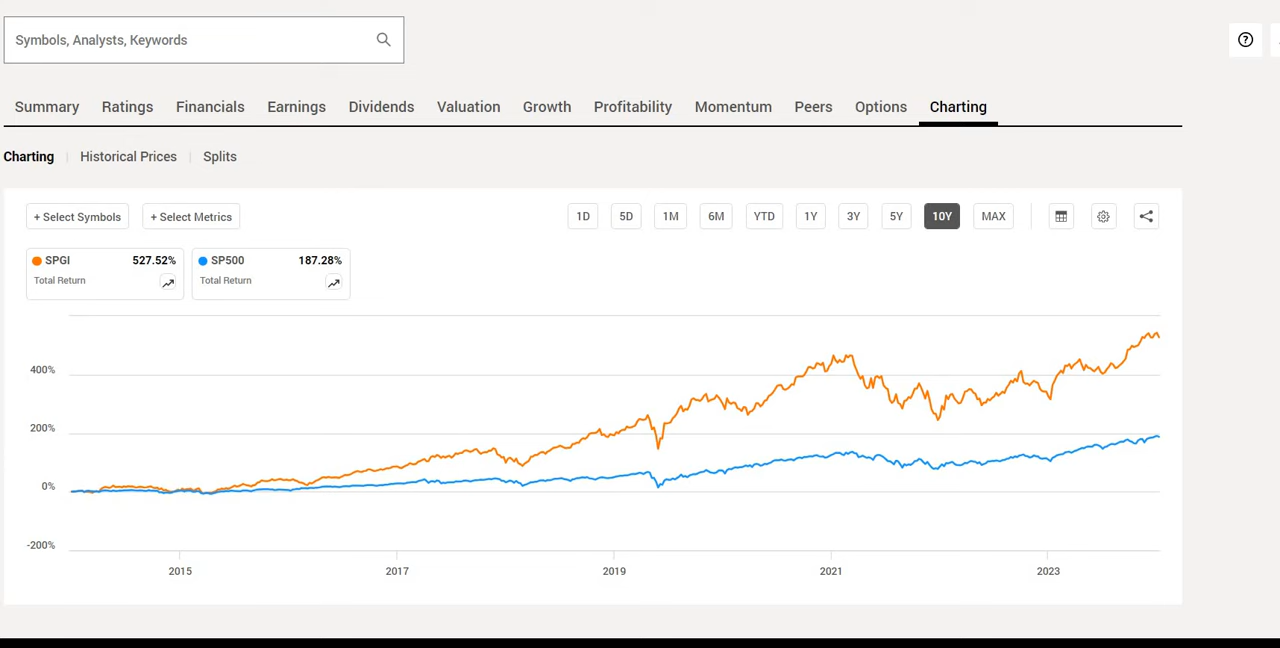 Symbols, Analysts, Keywords
Summary Ratings Financials Earnings Dividends Valuation Growth Profitability Momentum Peers Options Charting
Charting | Historical Prices | Splits
+ Select Symbols + Select Metrics 1D 5D 1M 6M YTD 1Y 3Y 5Y 10Y MAX
SPGI 527.52% SP500 187.28%
Total Return Total Return
400%
200%
0%
-200%
2015 2017 2019 2021 2023